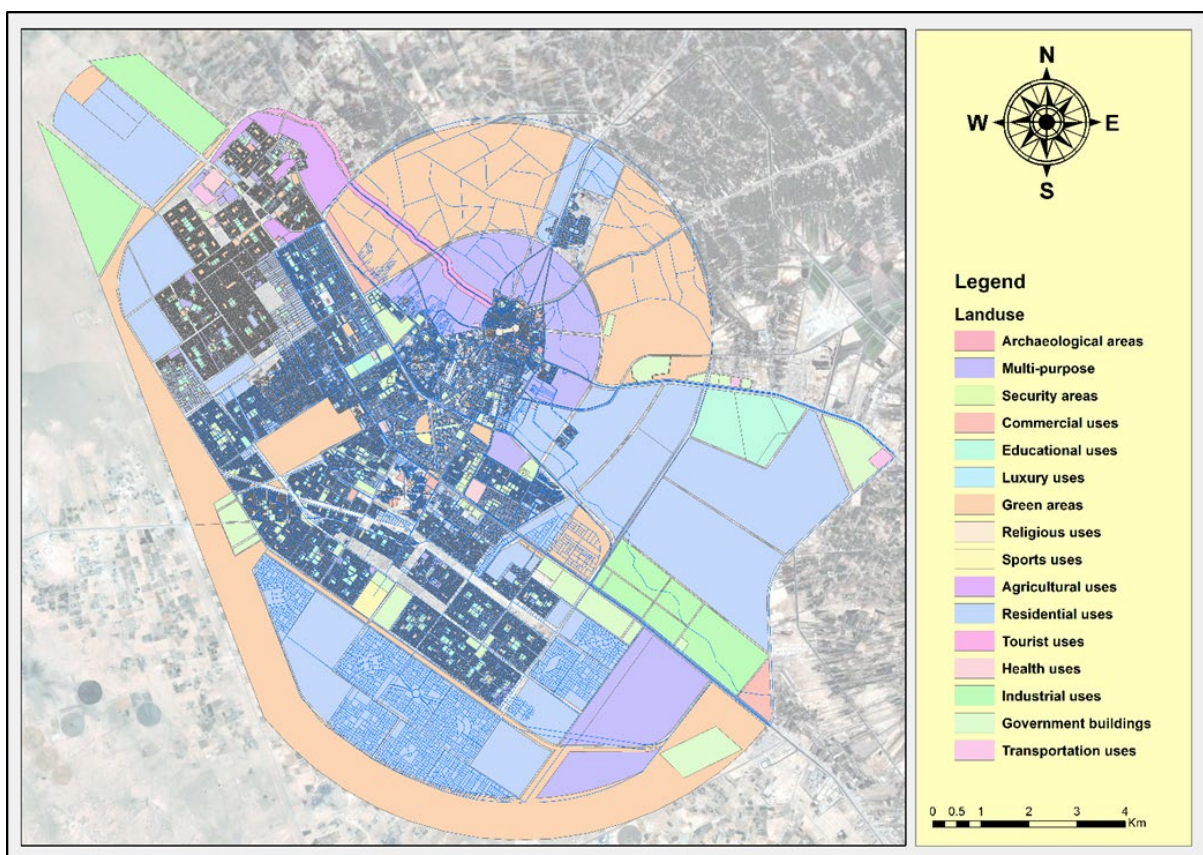 N
W E
S
Legend
Landuse
Archaeological areas
Multi-purpose
Security areas
Commercial uses
Educational uses
Luxury uses
Green areas
Religious uses
Sports uses
Agricultural uses
Residential uses
Tourist uses
Health uses
Industrial uses
Government buildings
Transportation uses
0 0.5 1 2 3 4
Km